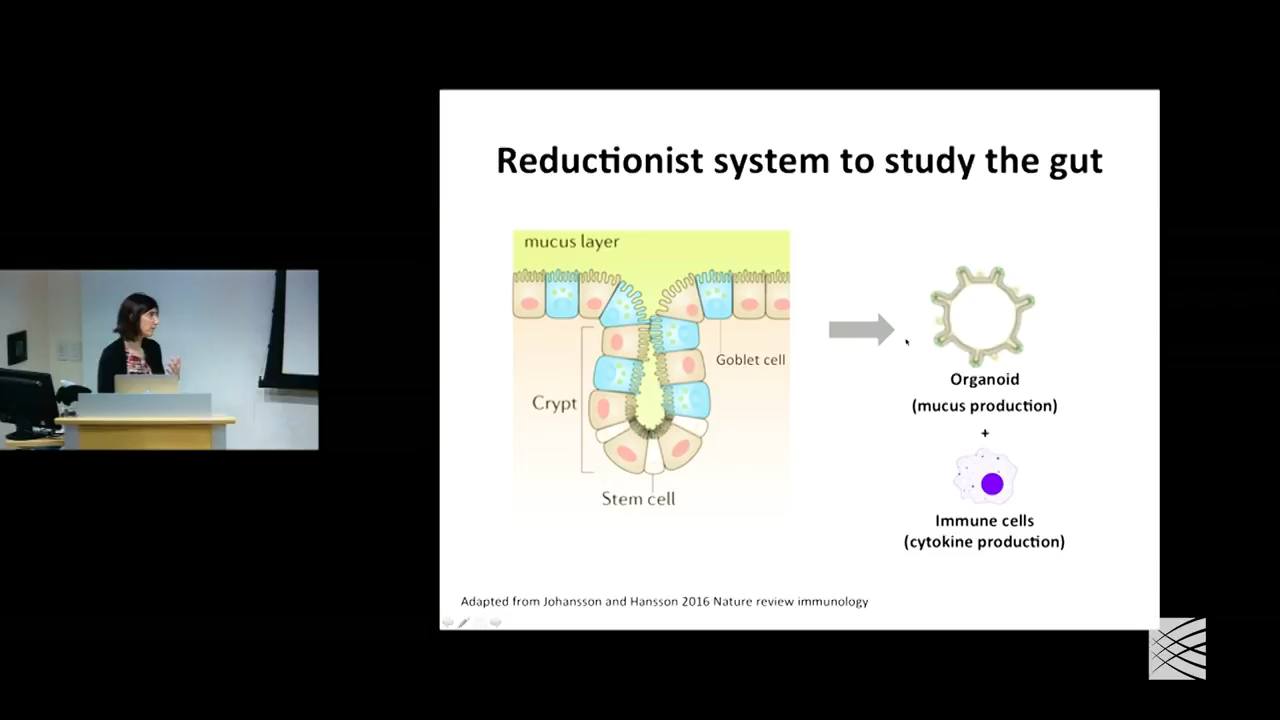 Reductionist system to study the gut
mucus layer
Goblet cell
Crypt
Stem cell
Organoid
(mucus production)
+
Immune cells
(cytokine production)
Adapted from Johansson and Hansson 2016 Nature review immunology